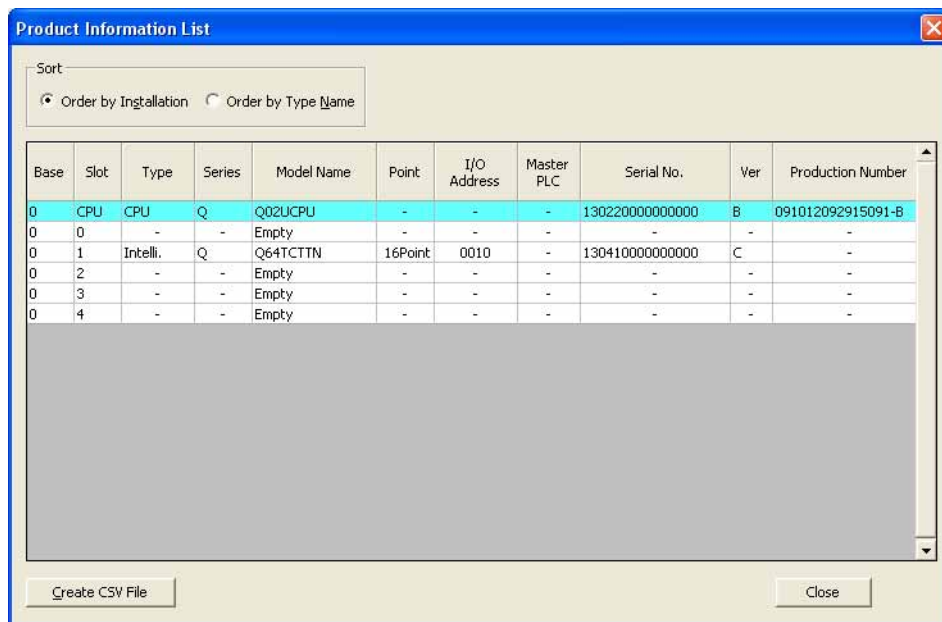 Product Information List
Sort
Order by Installation Order by Type Name
Base Slot Type Series Model Name Point I/O Address Master PLC Serial No. Ver Production Number
0 CPU CPU Q Q02UCPU - - - 130220000000000 B 091012092915091-B
0 0 - - Empty - - - - - -
0 1 Intelli. Q Q64TCTTN 16Point 0010 - 130410000000000 C -
0 2 - - Empty - - - - - -
0 3 - - Empty - - - - - -
0 4 - - Empty - - - - - -
Create CSV File Close